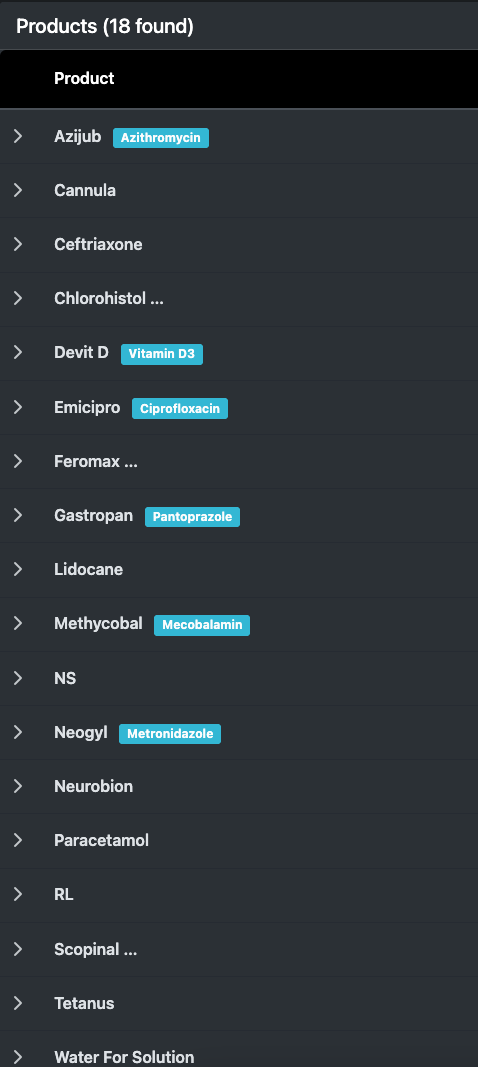 Products (18 found)
Product
Azijub Azithromycin
Cannula
Ceftriaxone
Chlorohistol ...
Devit D Vitamin D3
Emicipro Ciprofloxacin
Feromax ...
Gastropan Pantoprazole
Lidocane
Methycobal Mecobalamin
NS
Neogyl Metronidazole
Neurobion
Paracetamol
RL
Scopinal ...
Tetanus
Water For Solution